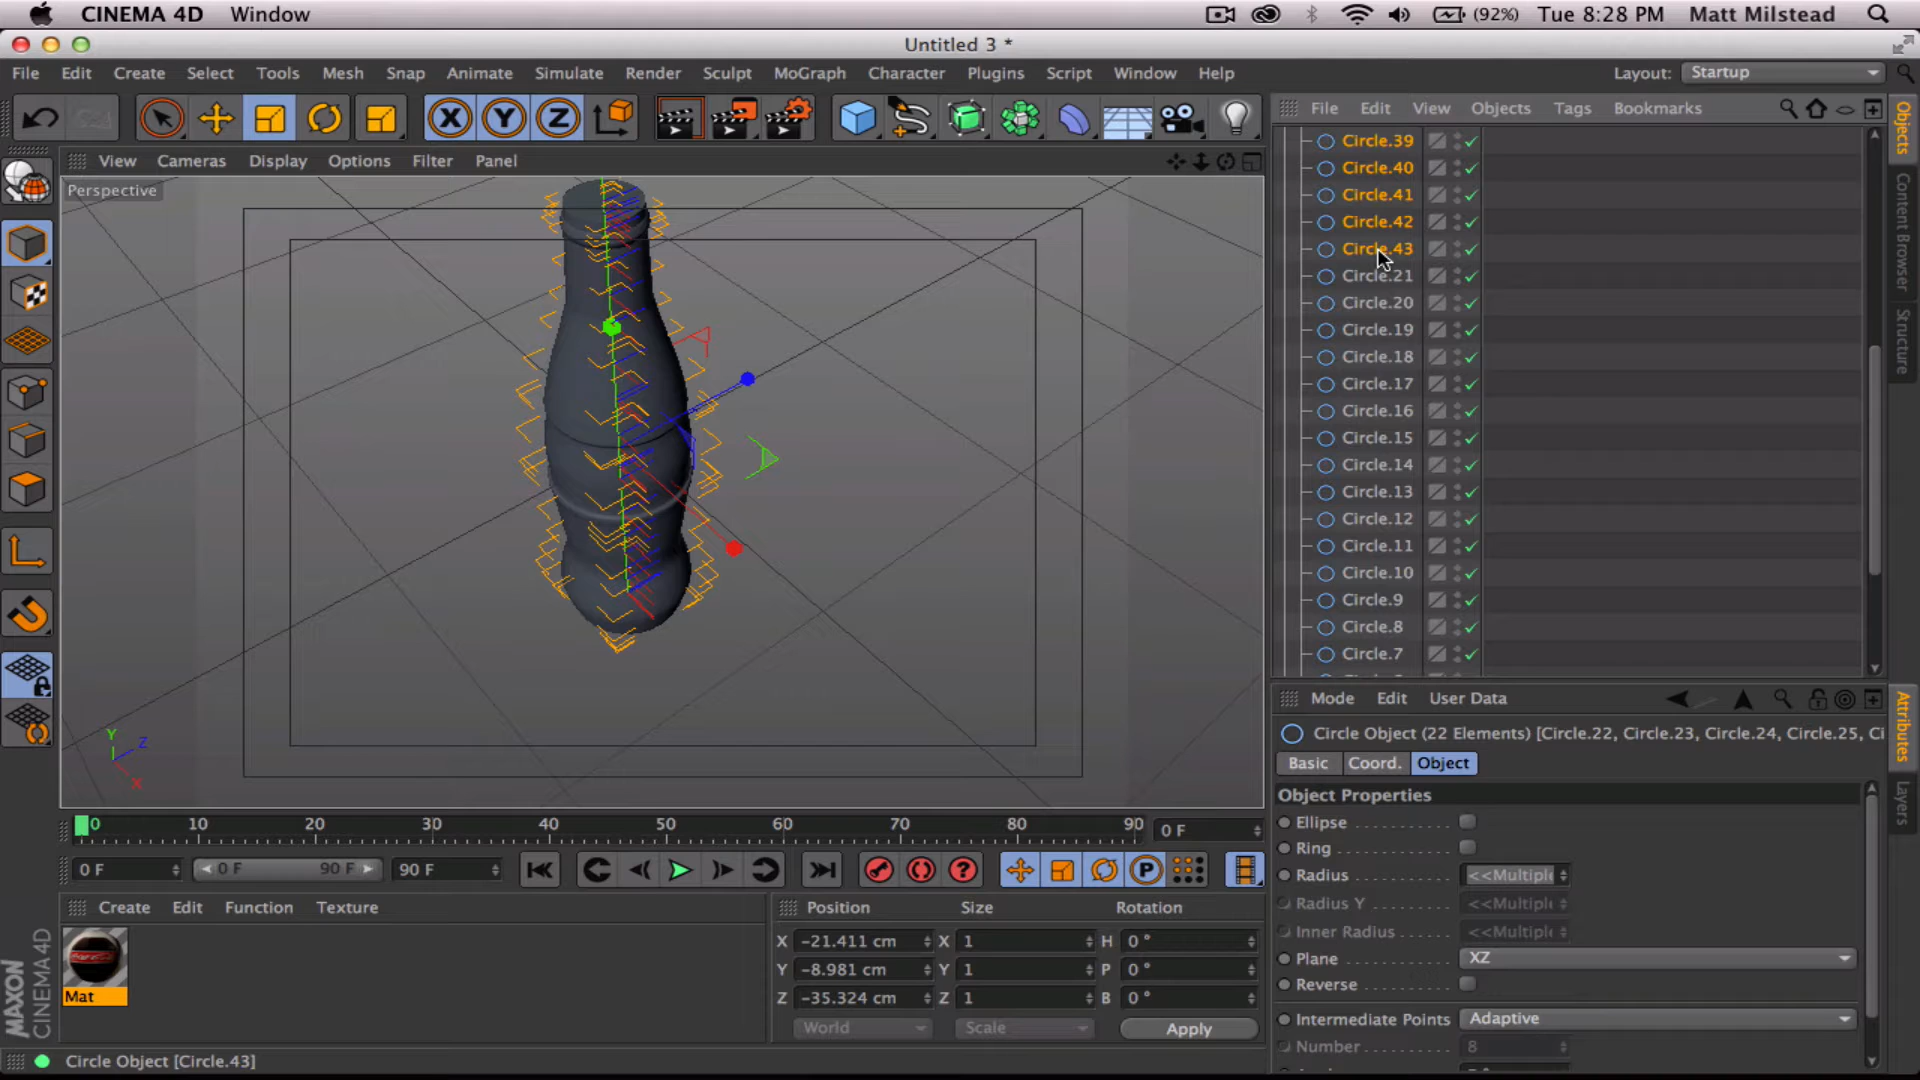 CINEMA 4D Window (92%) Tue 8:28 PM Matt Milstead
Untitled 3 *
File Edit Create Select Tools Mesh Snap Animate Simulate Render Sculpt MoGraph Character Plugins Script Window Help Layout: Startup
X Y Z
File Edit View Objects Tags Bookmarks
View Cameras Display Options Filter Panel
Perspective
Circle.39
Circle.40
Circle.41
Circle.42
Circle.43
Circle.21
Circle.20
Circle.19
Circle.18
Circle.17
Circle.16
Circle.15
Circle.14
Circle.13
Circle.12
Circle.11
Circle.10
Circle.9
Circle.8
Circle.7
Objects
Content Browser
Structure
Y
Z
X
Mode Edit User Data
Circle Object (22 Elements) [Circle.22, Circle.23, Circle.24, Circle.25, Ci
Basic Coord. Object
Object Properties
Ellipse
Ring
Radius <<Multipl
Radius Y <<Multipl
Inner Radius <<Multipl
Plane XZ
Reverse
Intermediate Points Adaptive
Number 8
Attributes
Layers
0 10 20 30 40 50 60 70 80 90 0 F
0 F 0 F 90 F 90 F
P
Create Edit Function Texture
Mat
Position Size Rotation
X -21.411 cm X 1 H 0 °
Y -8.981 cm Y 1 P 0 °
Z -35.324 cm Z 1 B 0 °
World Scale Apply
MAXON
CINEMA 4D
Circle Object [Circle.43]